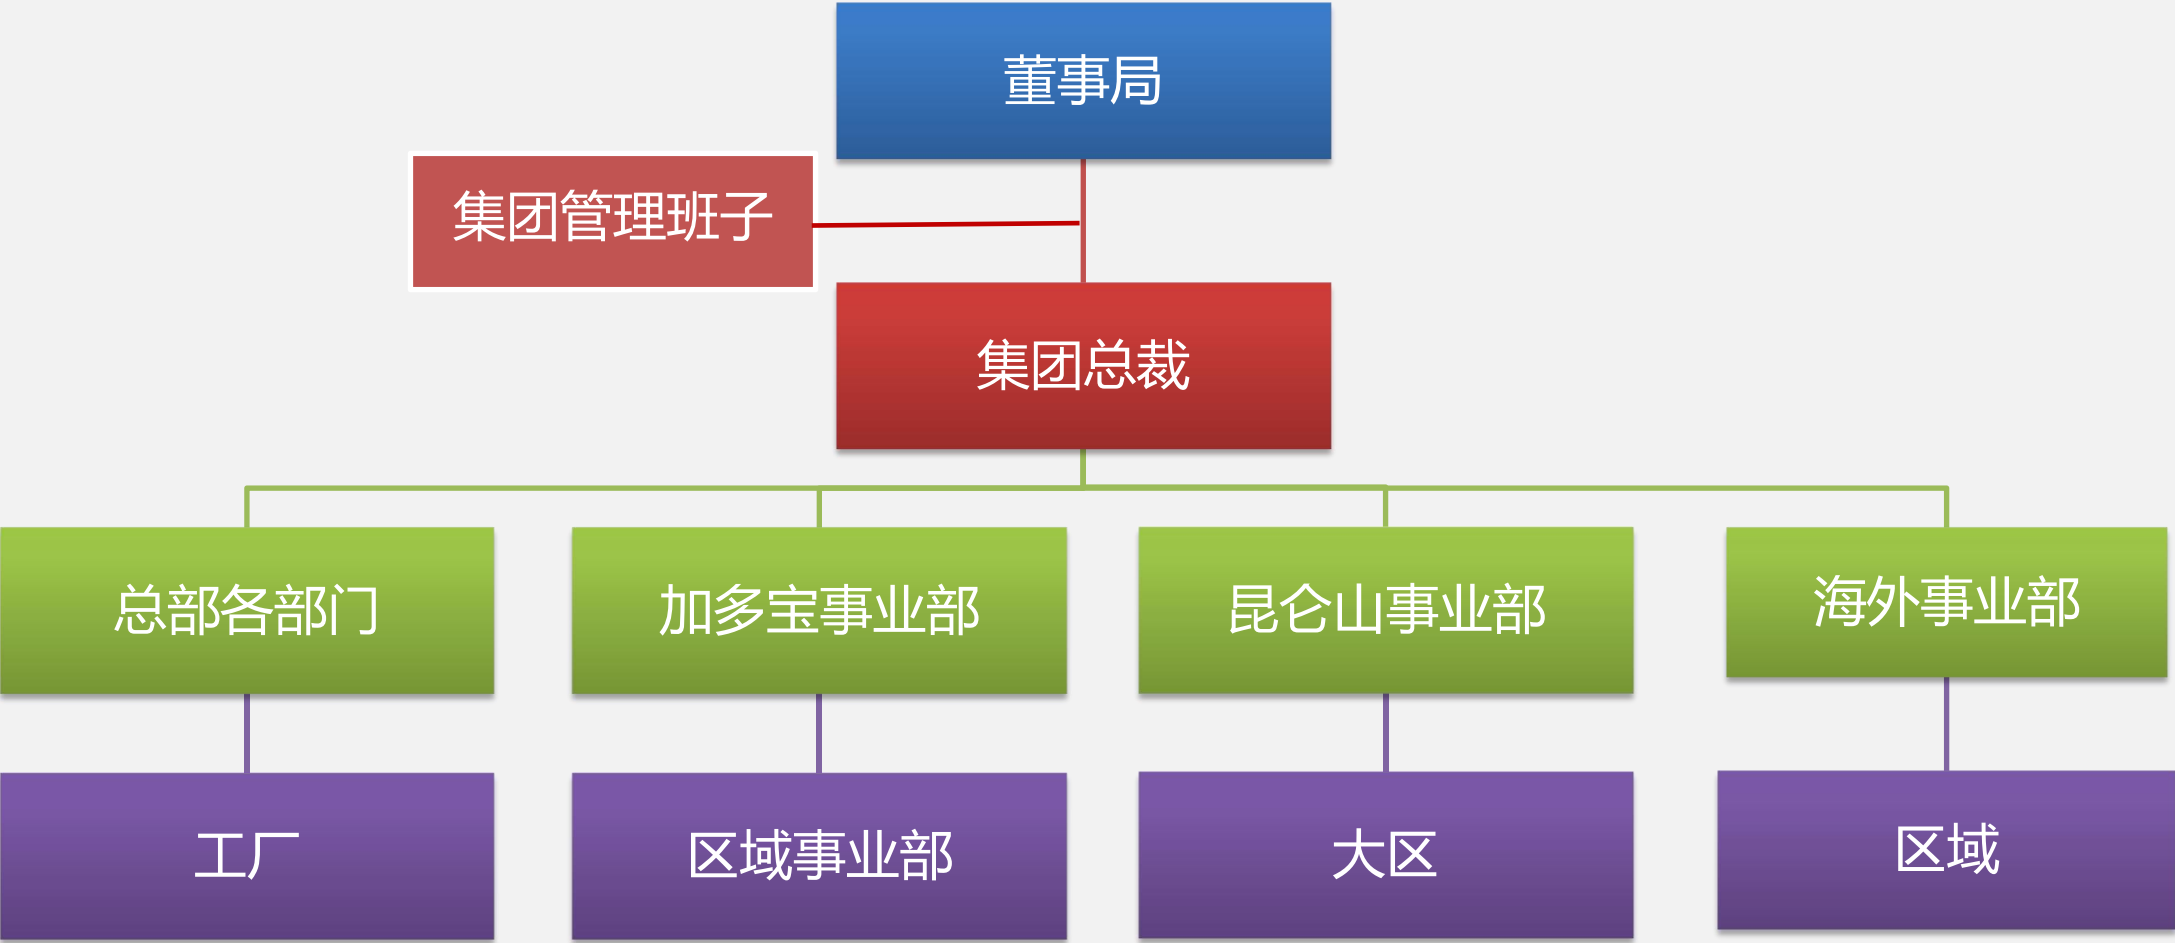 董事局
集团管理班子
集团总裁
总部各部门
加多宝事业部
昆仑山事业部
海外事业部
工厂
区域事业部
大区
区域